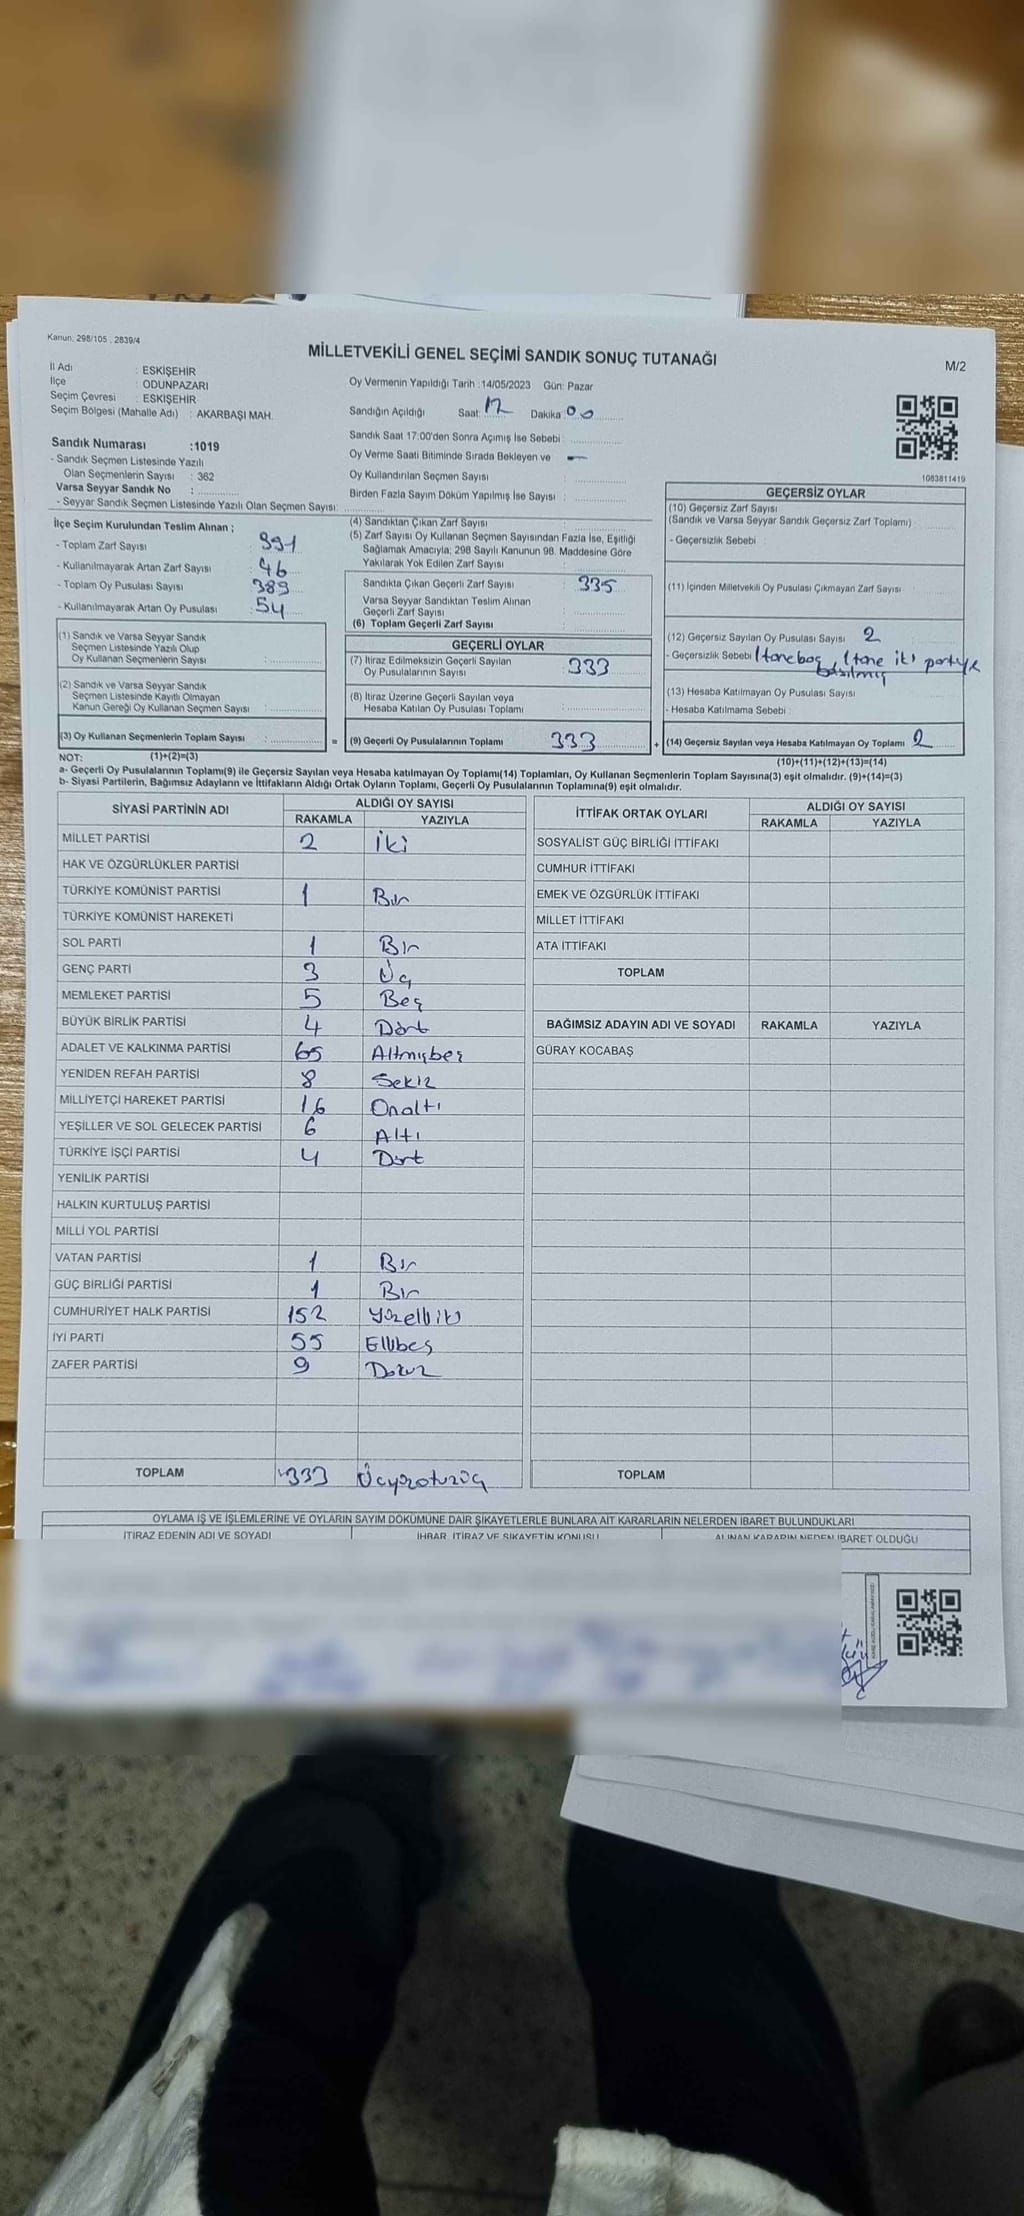 Kanun, 298/105 , 2839/4
MİLLETVEKİLİ GENEL SEÇİMİ SANDIK SONUÇ TUTANAĞI
M/2
İl Adı : ESKİŞEHİR
İlçe : ODUNPAZARI
Seçim Çevresi : ESKİŞEHİR
Seçim Bölgesi (Mahalle Adı) : AKARBAŞI MAH.
Oy Vermenin Yapıldığı Tarih :14/05/2023 Gün: Pazar
Sandığın Açıldığı Saat: 17 Dakika 00
Sandık Saat 17:00'den Sonra Açımış İse Sebebi :
Oy Verme Saati Bitiminde Sırada Bekleyen ve —
Oy Kullandırılan Seçmen Sayısı :
Birden Fazla Sayım Döküm Yapılmış İse Sayısı :
1083811419
Sandık Numarası :1019
- Sandık Seçmen Listesinde Yazılı
Olan Seçmenlerin Sayısı : 362
Varsa Seyyar Sandık No :
- Seyyar Sandık Seçmen Listesinde Yazılı Olan Seçmen Sayısı:
İlçe Seçim Kurulundan Teslim Alınan ;
- Toplam Zarf Sayısı 391
- Kullanılmayarak Artan Zarf Sayısı : 46
- Toplam Oy Pusulası Sayısı 389
- Kullanılmayarak Artan Oy Pusulası : 54
(1) Sandık ve Varsa Seyyar Sandık
Seçmen Listesinde Yazılı Olup
Oy Kullanan Seçmenlerin Sayısı :
(2) Sandık ve Varsa Seyyar Sandık
Seçmen Listesinde Kayıtlı Olmayan
Kanun Gereği Oy Kullanan Seçmen Sayısı :
(3) Oy Kullanan Seçmenlerin Toplam Sayısı :
(4) Sandıktan Çıkan Zarf Sayısı :
(5) Zarf Sayısı Oy Kullanan Seçmen Sayısından Fazla İse, Eşitliği
Sağlamak Amacıyla; 298 Sayılı Kanunun 98. Maddesine Göre
Yakılarak Yok Edilen Zarf Sayısı :
Sandıkta Çıkan Geçerli Zarf Sayısı : 335
Varsa Seyyar Sandıktan Teslim Alınan
Geçerli Zarf Sayısı :
(6) Toplam Geçerli Zarf Sayısı :
GEÇERLİ OYLAR
(7) İtiraz Edilmeksizin Geçerli Sayılan
Oy Pusulalarının Sayısı : 333
(8) İtiraz Üzerine Geçerli Sayılan veya
Hesaba Katılan Oy Pusulası Toplamı :
= (9) Geçerli Oy Pusulalarının Toplamı 333
GEÇERSİZ OYLAR
(10) Geçersiz Zarf Sayısı
(Sandık ve Varsa Seyyar Sandık Geçersiz Zarf Toplamı) :
- Geçersizlik Sebebi :
(11) İçinden Milletvekili Oy Pusulası Çıkmayan Zarf Sayısı :
(12) Geçersiz Sayılan Oy Pusulası Sayısı 2
- Geçersizlik Sebebi 1 tane boş, 1 tane iki partiye
basılmış
(13) Hesaba Katılmayan Oy Pusulası Sayısı :
- Hesaba Katılmama Sebebi :
+ (14) Geçersiz Sayılan veya Hesaba Katılmayan Oy Toplamı 2
NOT: (1)+(2)=(3)
(10)+(11)+(12)+(13)=(14)
a- Geçerli Oy Pusulalarının Toplamı(9) ile Geçersiz Sayılan veya Hesaba katılmayan Oy Toplamı(14) Toplamları, Oy Kullanan Seçmenlerin Toplam Sayısına(3) eşit olmalıdır. (9)+(14)=(3)
b- Siyasi Partilerin, Bağımsız Adayların ve İttifakların Aldığı Ortak Oyların Toplamı, Geçerli Oy Pusulalarının Toplamına(9) eşit olmalıdır.
SİYASİ PARTİNİN ADI ALDIĞI OY SAYISI
RAKAMLA YAZIYLA
MİLLET PARTİSİ 2 İki
HAK VE ÖZGÜRLÜKLER PARTİSİ
TÜRKİYE KOMÜNİST PARTİSİ 1 Bir
TÜRKİYE KOMÜNİST HAREKETİ
SOL PARTİ 1 Bir
GENÇ PARTİ 3 Üç
MEMLEKET PARTİSİ 5 Beş
BÜYÜK BİRLİK PARTİSİ 4 Dört
ADALET VE KALKINMA PARTİSİ 65 Altmışbeş
YENİDEN REFAH PARTİSİ 8 Sekiz
MİLLİYETÇİ HAREKET PARTİSİ 16 Onaltı
YEŞİLLER VE SOL GELECEK PARTİSİ 6 Altı
TÜRKİYE İŞÇİ PARTİSİ 4 Dört
YENİLİK PARTİSİ
HALKIN KURTULUŞ PARTİSİ
MİLLİ YOL PARTİSİ
VATAN PARTİSİ 1 Bir
GÜÇ BİRLİĞİ PARTİSİ 1 Bir
CUMHURİYET HALK PARTİSİ 152 Yüzelliiki
İYİ PARTİ 55 Ellibeş
ZAFER PARTİSİ 9 Dokuz
TOPLAM 333 Üçyüzotuzüç
İTTİFAK ORTAK OYLARI ALDIĞI OY SAYISI
RAKAMLA YAZIYLA
SOSYALİST GÜÇ BİRLİĞİ İTTİFAKI
CUMHUR İTTİFAKI
EMEK VE ÖZGÜRLÜK İTTİFAKI
MİLLET İTTİFAKI
ATA İTTİFAKI
TOPLAM
BAĞIMSIZ ADAYIN ADI VE SOYADI RAKAMLA YAZIYLA
GÜRAY KOCABAŞ
TOPLAM
OYLAMA İŞ VE İŞLEMLERİNE VE OYLARIN SAYIM DÖKÜMÜNE DAİR ŞİKAYETLERLE BUNLARA AİT KARARLARIN NELERDEN İBARET BULUNDUKLARI
İTİRAZ EDENİN ADI VE SOYADI İHBAR, İTİRAZ VE ŞİKAYETİN KONUSU ALINAN KARARIN NEDEN İBARET OLDUĞU